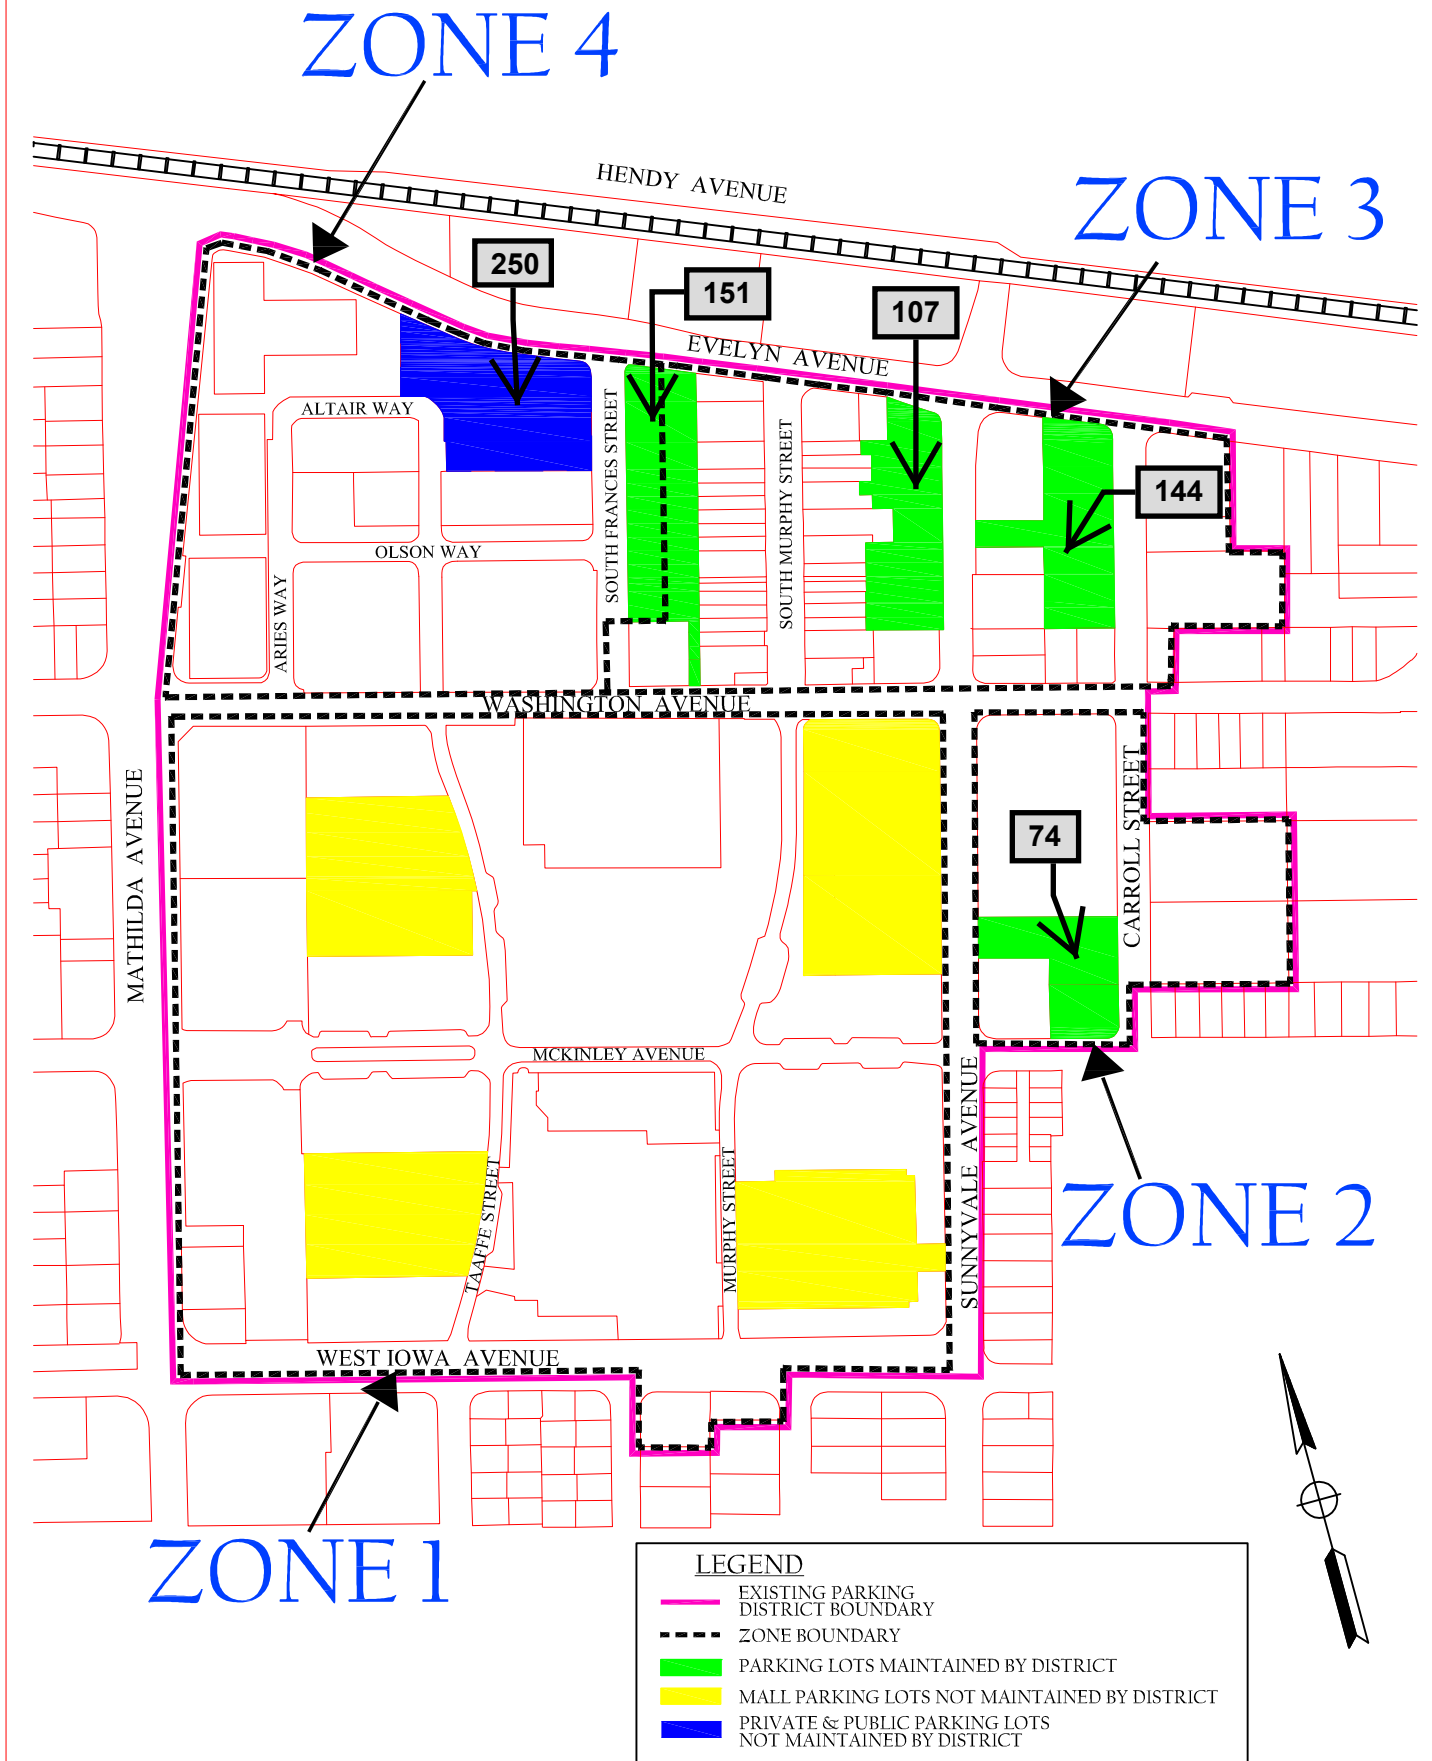 ZONE 4
HENDY AVENUE
ZONE 3
250
151
107
EVELYN AVENUE
ALTAIR WAY
SOUTH FRANCES STREET
SOUTH MURPHY STREET
144
OLSON WAY
ARIES WAY
WASHINGTON AVENUE
MATHILDA AVENUE
CARROLL STREET
74
MCKINLEY AVENUE
TAAFFE STREET
MURPHY STREET
SUNNYVALE AVENUE
ZONE 2
WEST IOWA AVENUE
ZONE 1
LEGEND
EXISTING PARKING
DISTRICT BOUNDARY
ZONE BOUNDARY
PARKING LOTS MAINTAINED BY DISTRICT
MALL PARKING LOTS NOT MAINTAINED BY DISTRICT
PRIVATE & PUBLIC PARKING LOTS
NOT MAINTAINED BY DISTRICT